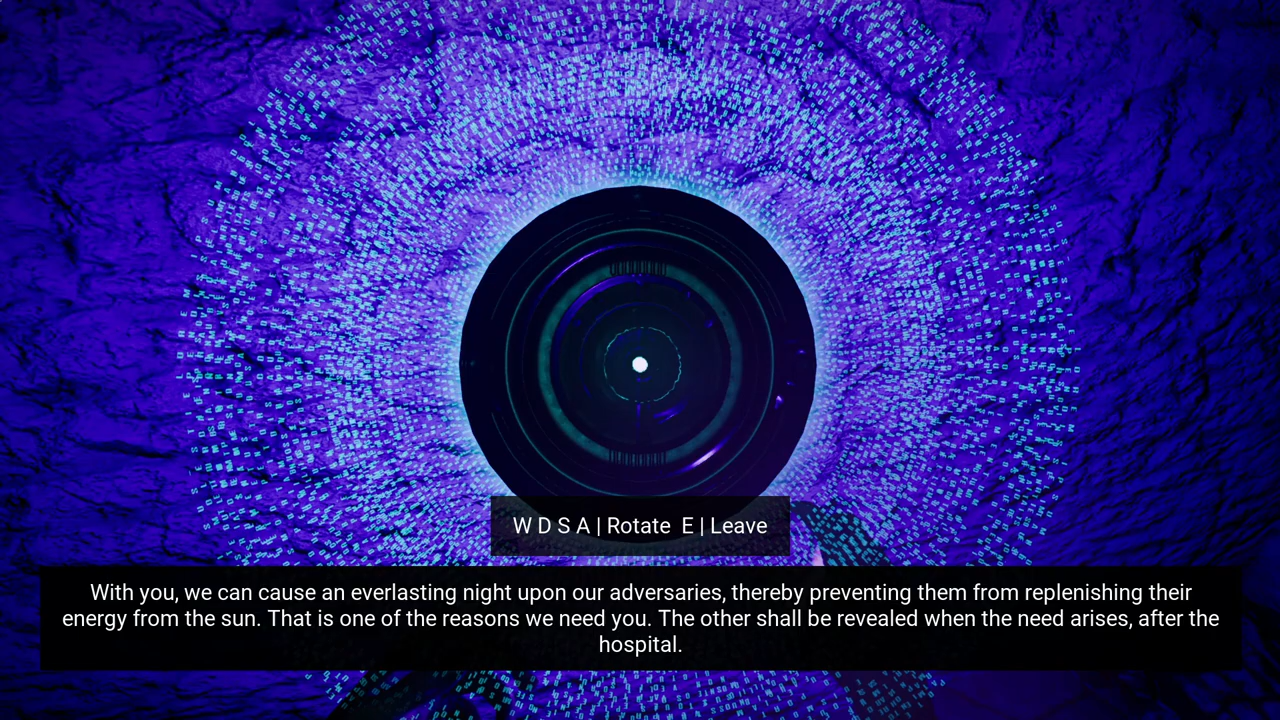 W D S A | Rotate E | Leave
With you, we can cause an everlasting night upon our adversaries, thereby preventing them from replenishing their
energy from the sun. That is one of the reasons we need you. The other shall be revealed when the need arises, after the
hospital.